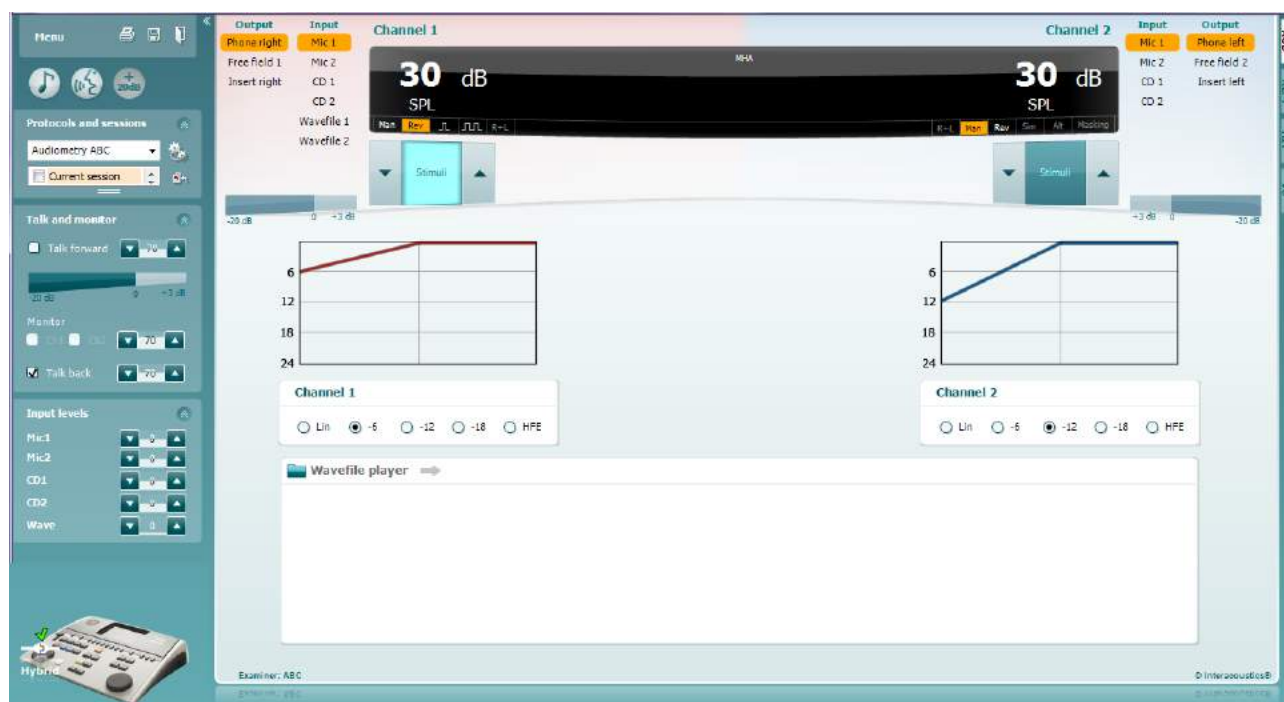 Menu
20dB
Protocols and sessions
Audiometry ABC
Current session
Talk and monitor
Talk forward
-20 dB 0 +3 dB
Monitor
70
Talk back
Input levels
Mic1
Mic2
CD1
CD2
Wave 0
Hybrid
Output Input Channel 1
Phone right Mic 1
Free field 1 Mic 2
Insert right CD 1
CD 2
Wavefile 1
Wavefile 2
MHA
30 dB
SPL
Man Rev R+L
Stimuli
-20 dB 0 +3 dB
Channel 2 Input Output
Mic 1 Phone left
Mic 2 Free field 2
CD 1 Insert left
CD 2
30 dB
SPL
R+L Man Rev Sim Alt Masking
Stimuli
+3 dB 0 -20 dB
6
12
18
24
6
12
18
24
Channel 1
Lin -6 -12 -18 HFE
Channel 2
Lin -6 -12 -18 HFE
Wavefile player
Examiner: ABC
© Interacoustics®